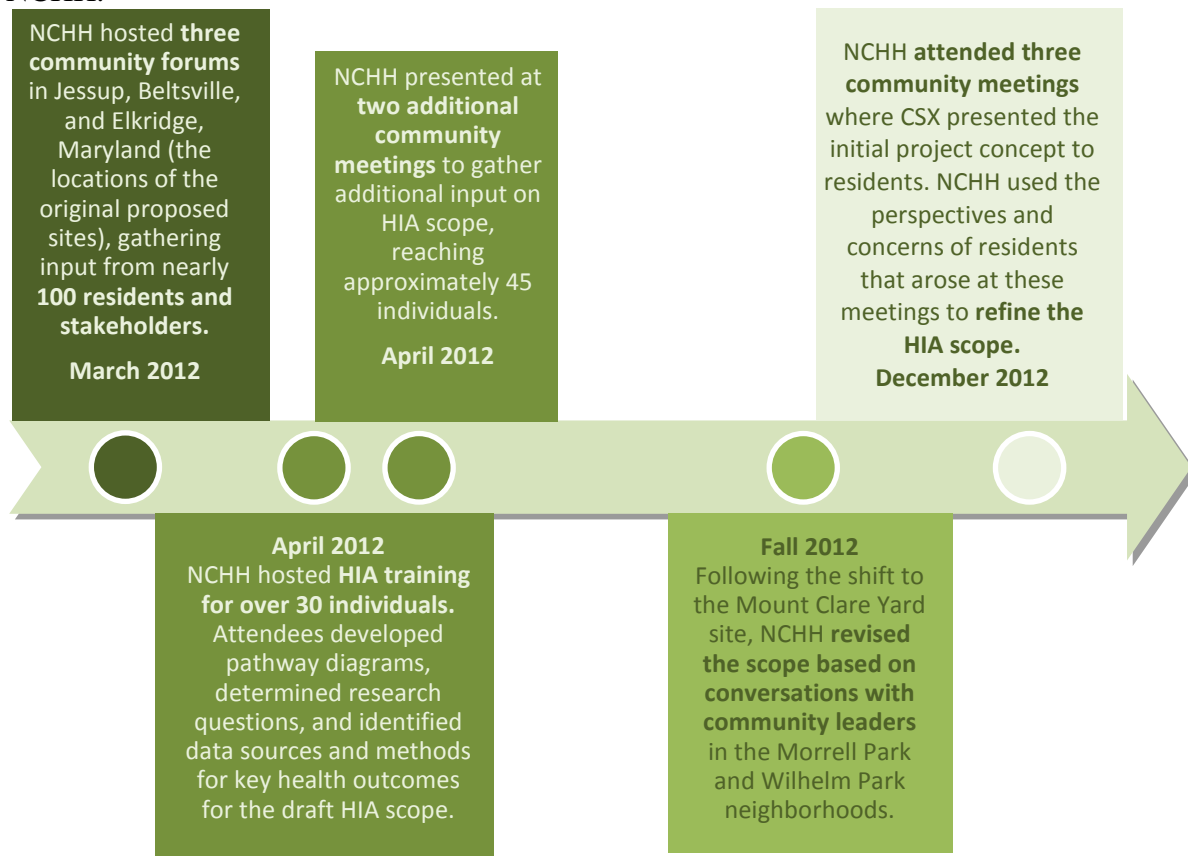 NCHH.
NCHH hosted three
community forums
in Jessup, Beltsville,
and Elkridge,
Maryland (the
locations of the
original proposed
sites), gathering
input from nearly
100 residents and
stakeholders.
March 2012
NCHH presented at
two additional
community
meetings to gather
additional input on
HIA scope,
reaching
approximately 45
individuals.
April 2012
NCHH attended three
community meetings
where CSX presented the
initial project concept to
residents. NCHH used the
perspectives and
concerns of residents
that arose at these
meetings to refine the
HIA scope.
December 2012
April 2012
NCHH hosted HIA training
for over 30 individuals.
Attendees developed
pathway diagrams,
determined research
questions, and identified
data sources and methods
for key health outcomes
for the draft HIA scope.
Fall 2012
Following the shift to
the Mount Clare Yard
site, NCHH revised
the scope based on
conversations with
community leaders
in the Morrell Park
and Wilhelm Park
neighborhoods.